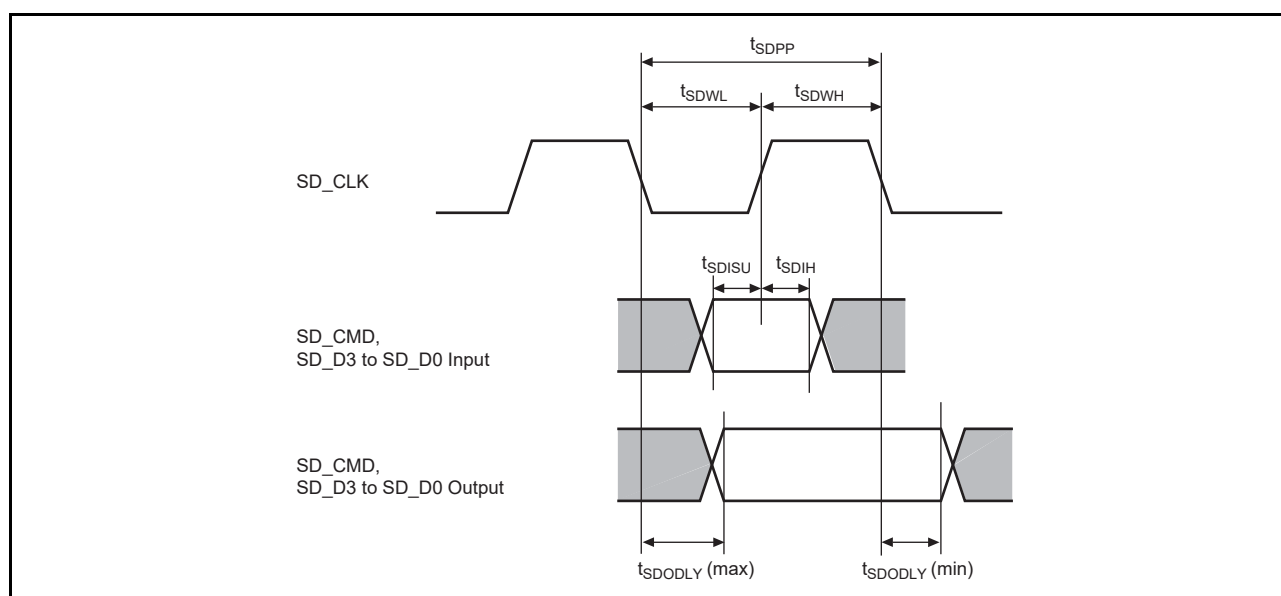 tSDPP
tSDWL
tSDWH
SD_CLK
tSDISU
tSDIH
SD_CMD,
SD_D3 to SD_D0 Input
SD_CMD,
SD_D3 to SD_D0 Output
tSDODLY (max)
tSDODLY (min)